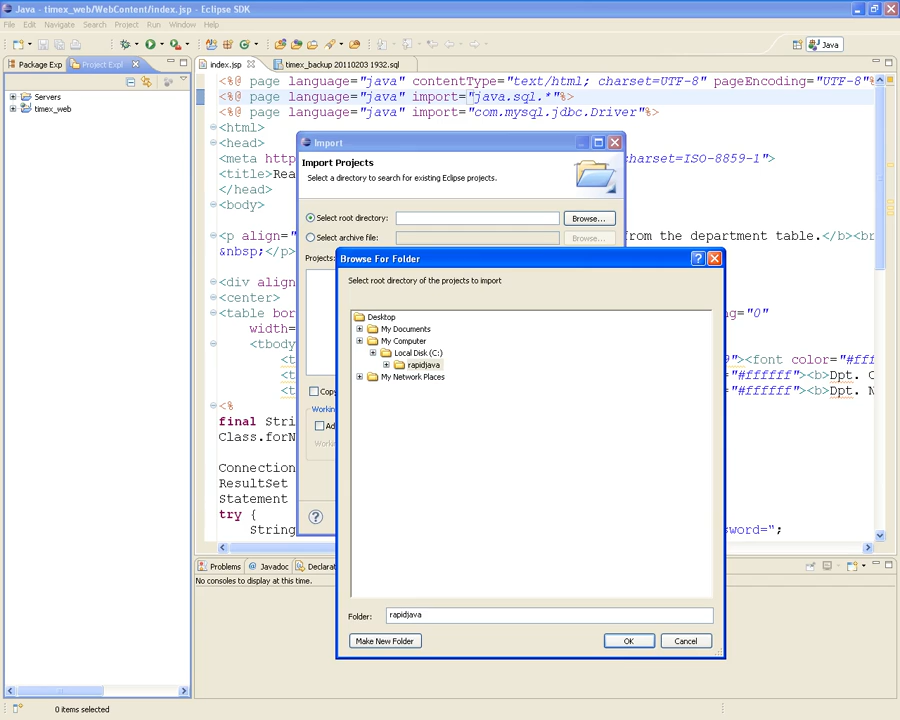 Java - timex_web/WebContent/index.jsp - Eclipse SDK
File Edit Navigate Search Project Run Window Help
Java
Package Exp Project Expl
index.jsp timex_backup 20110203 1932.sql
Servers
timex_web
<%@ page language="java" contentType="text/html; charset=UTF-8" pageEncoding="UTF-8"%
<%@ page language="java" import="java.sql.*"%>
<%@ page language="java" import="com.mysql.jdbc.Driver"%>
<html>
<head>
<meta http charset=ISO-8859-1">
<title>Rea
</head>
<body>
<p align=" from the department table.</b><br
&nbsp;</p>
<div align
<center>
<table bor ng="0"
width=
<tbody
<t 9"><font color="#fff
<t "#ffffff"><b>Dpt. C
<t "#ffffff"><b>Dpt. N
<%
final Stri
Class.forN
Connection
ResultSet
Statement
try {
String word=";
Import
Import Projects
Select a directory to search for existing Eclipse projects.
Select root directory: Browse...
Select archive file: Browse...
Projects:
Copy
Workin
Ad
Workin
Browse For Folder
Select root directory of the projects to import
Desktop
My Documents
My Computer
Local Disk (C:)
rapidjava
My Network Places
Folder: rapidjava
Make New Folder OK Cancel
Problems @ Javadoc Declarat
No consoles to display at this time.
0 items selected